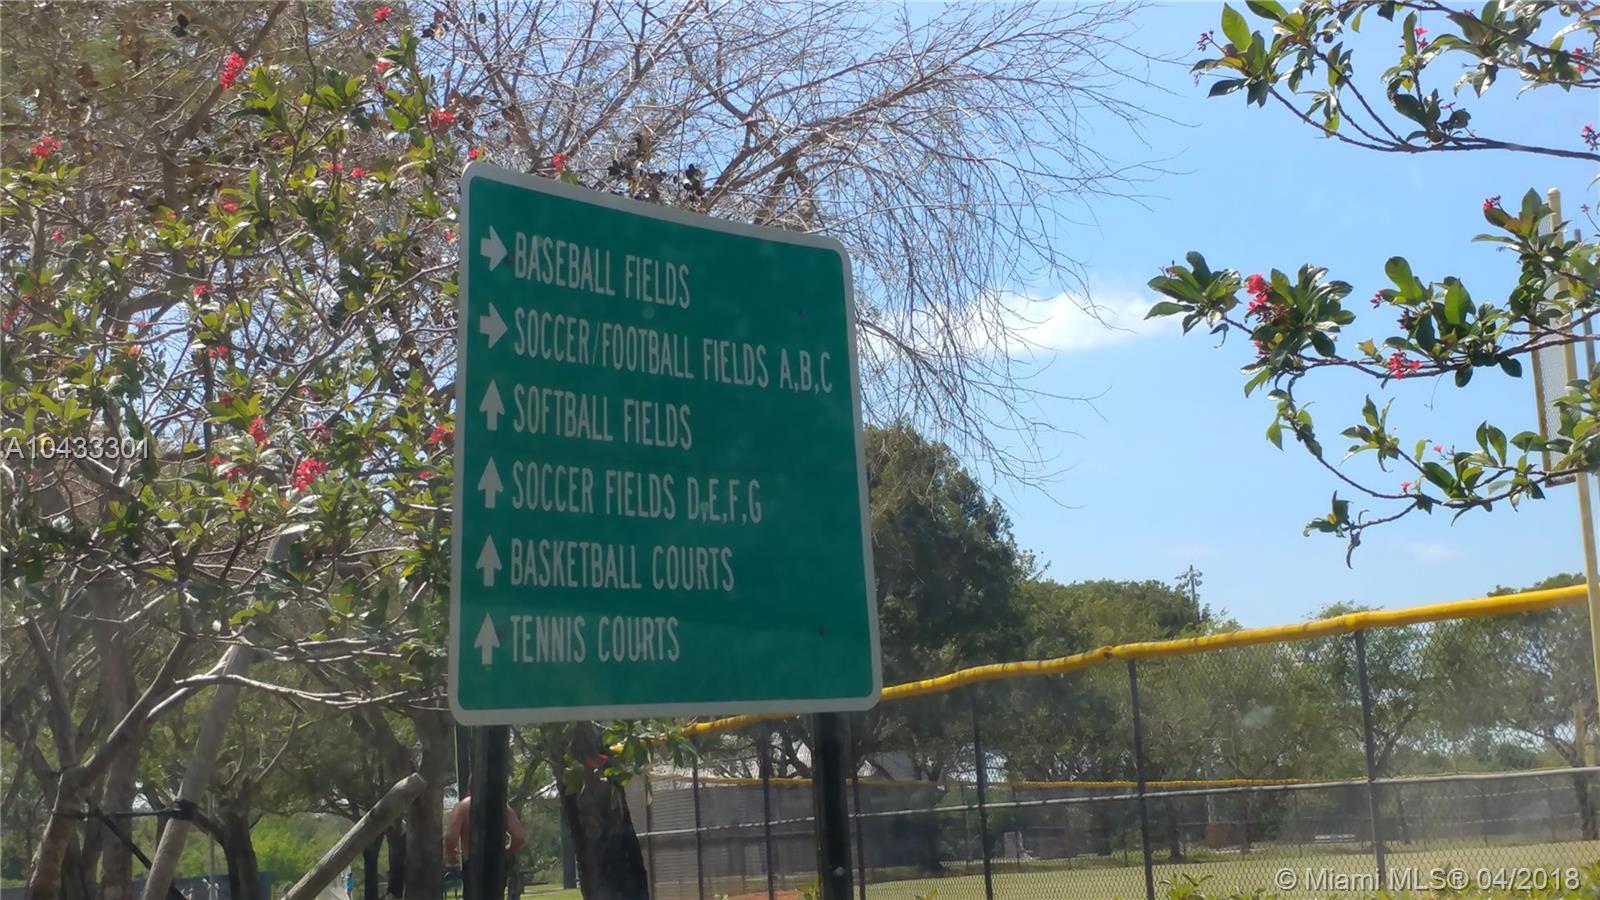 BASEBALL FIELDS
SOCCER/FOOTBALL FIELDS A,B,C
SOFTBALL FIELDS
SOCCER FIELDS D,E,F,G
BASKETBALL COURTS
TENNIS COURTS
A10433301
© Miami MLS® 04/2018